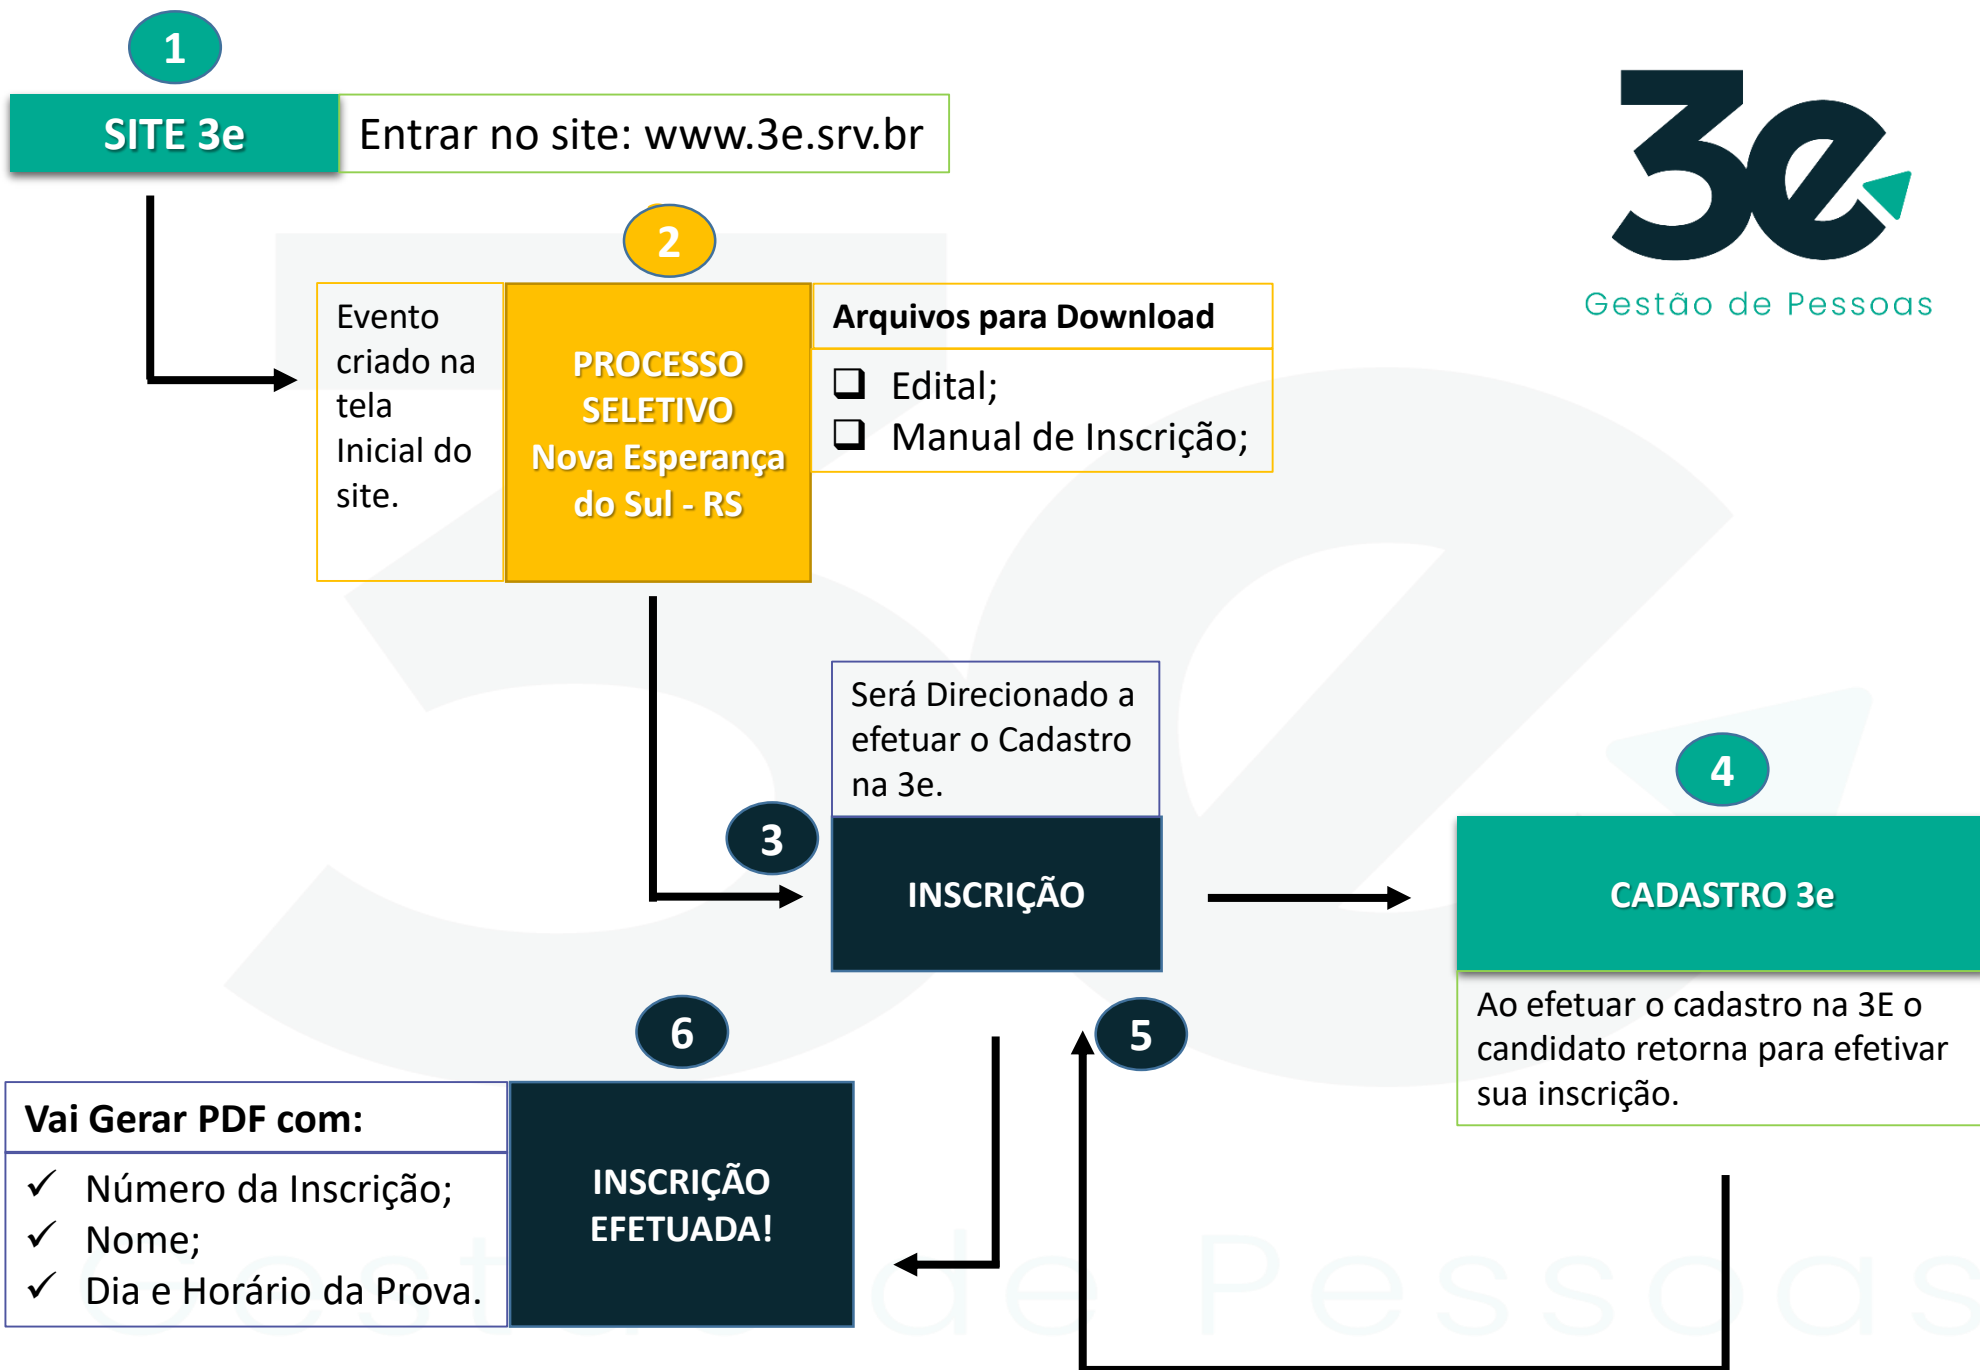 1
SITE 3e
Entrar no site: www.3e.srv.br
3e
Gestão de Pessoas
2
Evento
criado na
tela
Inicial do
site.
PROCESSO
SELETIVO
Nova Esperança
do Sul - RS
Arquivos para Download
❑ Edital;
❑ Manual de Inscrição;
Será Direcionado a
efetuar o Cadastro
na 3e.
3
INSCRIÇÃO
4
CADASTRO 3e
Ao efetuar o cadastro na 3E o
candidato retorna para efetivar
sua inscrição.
5
6
INSCRIÇÃO
EFETUADA!
Vai Gerar PDF com:
✓ Número da Inscrição;
✓ Nome;
✓ Dia e Horário da Prova.
Gestão de Pessoas